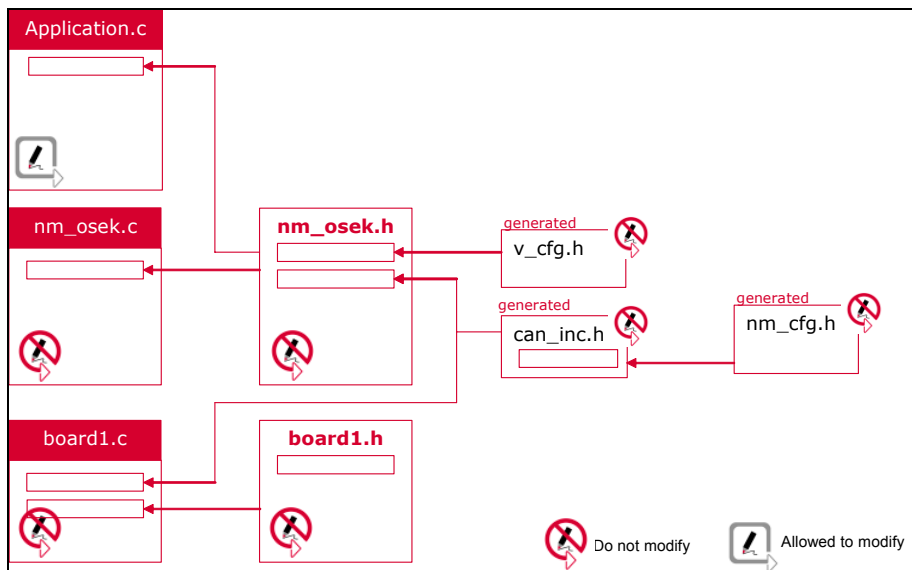 Application.c
nm_osek.c
nm_osek.h
generated
v_cfg.h
generated
can_inc.h
generated
nm_cfg.h
board1.c
board1.h
Do not modify
Allowed to modify